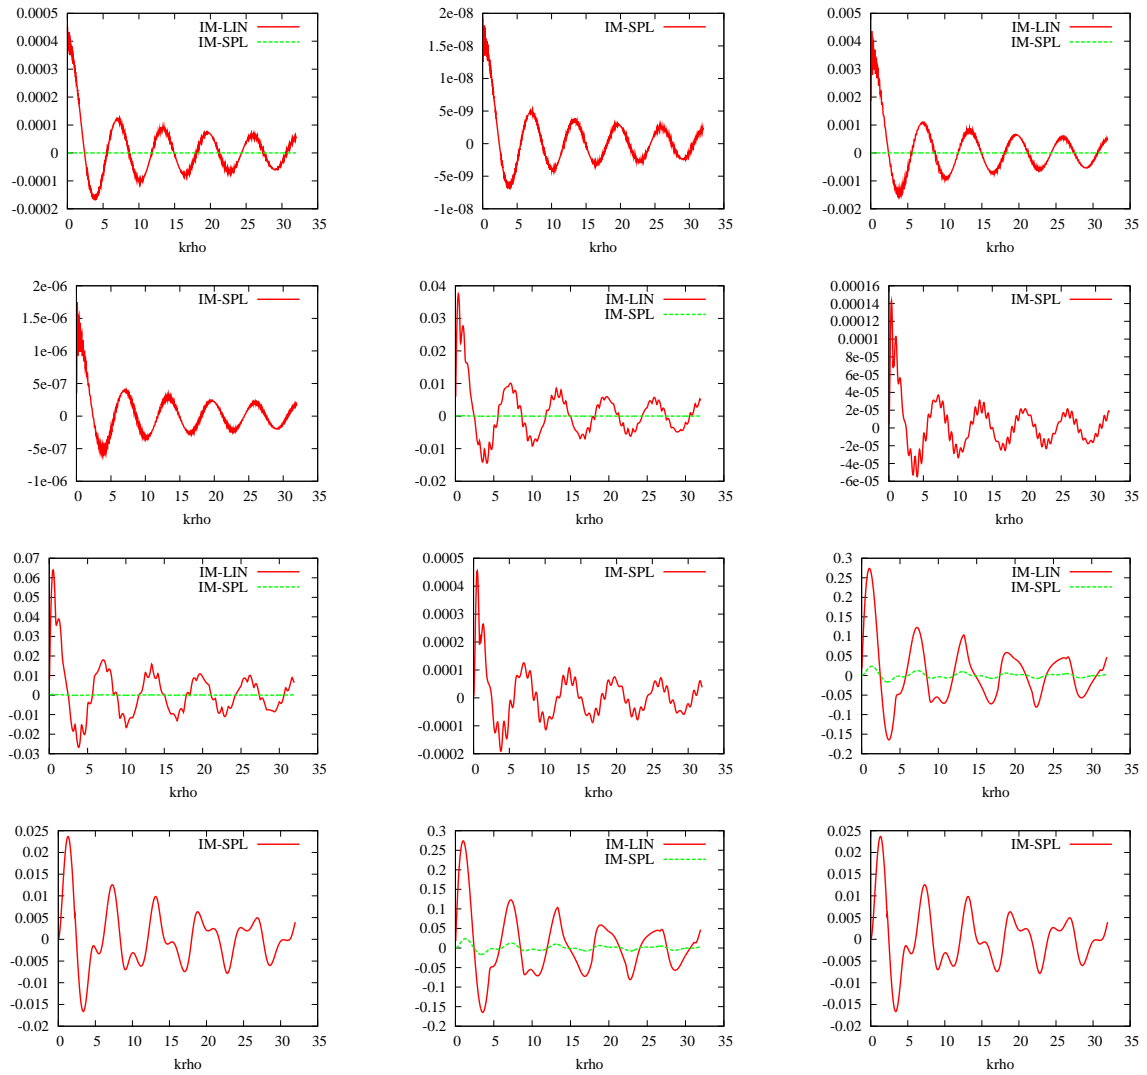 0.0005
0.0004
0.0003
0.0002
0.0001
0
-0.0001
-0.0002
0 5 10 15 20 25 30 35
krho
IM-LIN
IM-SPL
2e-08
1.5e-08
1e-08
5e-09
0
-5e-09
-1e-08
0 5 10 15 20 25 30 35
krho
IM-SPL
0.005
0.004
0.003
0.002
0.001
0
-0.001
-0.002
0 5 10 15 20 25 30 35
krho
IM-LIN
IM-SPL
2e-06
1.5e-06
1e-06
5e-07
0
-5e-07
-1e-06
0 5 10 15 20 25 30 35
krho
IM-SPL
0.04
0.03
0.02
0.01
0
-0.01
-0.02
0 5 10 15 20 25 30 35
krho
IM-LIN
IM-SPL
0.00016
0.00014
0.00012
0.0001
8e-05
6e-05
4e-05
2e-05
0
-2e-05
-4e-05
-6e-05
0 5 10 15 20 25 30 35
krho
IM-SPL
0.07
0.06
0.05
0.04
0.03
0.02
0.01
0
-0.01
-0.02
-0.03
0 5 10 15 20 25 30 35
krho
IM-LIN
IM-SPL
0.0005
0.0004
0.0003
0.0002
0.0001
0
-0.0001
-0.0002
0 5 10 15 20 25 30 35
krho
IM-SPL
0.3
0.25
0.2
0.15
0.1
0.05
0
-0.05
-0.1
-0.15
-0.2
0 5 10 15 20 25 30 35
krho
IM-LIN
IM-SPL
0.025
0.02
0.015
0.01
0.005
0
-0.005
-0.01
-0.015
-0.02
0 5 10 15 20 25 30 35
krho
IM-SPL
0.3
0.25
0.2
0.15
0.1
0.05
0
-0.05
-0.1
-0.15
-0.2
0 5 10 15 20 25 30 35
krho
IM-LIN
IM-SPL
0.025
0.02
0.015
0.01
0.005
0
-0.005
-0.01
-0.015
-0.02
0 5 10 15 20 25 30 35
krho
IM-SPL